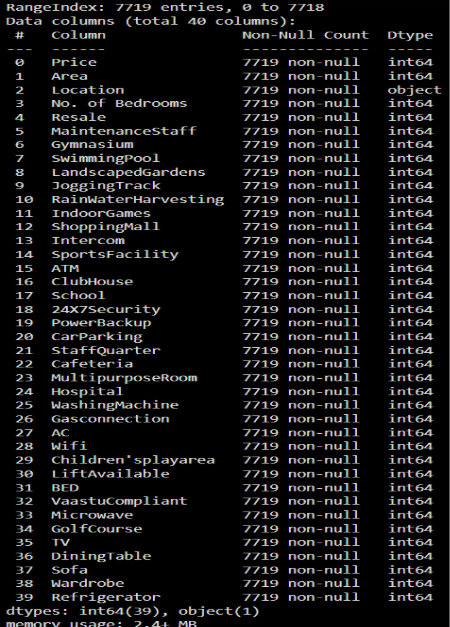 RangeIndex: 7719 entries, 0 to 7718
Data columns (total 40 columns):
# Column Non-Null Count Dtype
--- ------ -------------- -----
0 Price 7719 non-null int64
1 Area 7719 non-null int64
2 Location 7719 non-null object
3 No. of Bedrooms 7719 non-null int64
4 Resale 7719 non-null int64
5 MaintenanceStaff 7719 non-null int64
6 Gymnasium 7719 non-null int64
7 SwimmingPool 7719 non-null int64
8 LandscapedGardens 7719 non-null int64
9 JoggingTrack 7719 non-null int64
10 RainWaterHarvesting 7719 non-null int64
11 IndoorGames 7719 non-null int64
12 ShoppingMall 7719 non-null int64
13 Intercom 7719 non-null int64
14 SportsFacility 7719 non-null int64
15 ATM 7719 non-null int64
16 ClubHouse 7719 non-null int64
17 School 7719 non-null int64
18 24X7Security 7719 non-null int64
19 PowerBackup 7719 non-null int64
20 CarParking 7719 non-null int64
21 StaffQuarter 7719 non-null int64
22 Cafeteria 7719 non-null int64
23 MultipurposeRoom 7719 non-null int64
24 Hospital 7719 non-null int64
25 WashingMachine 7719 non-null int64
26 Gasconnection 7719 non-null int64
27 AC 7719 non-null int64
28 Wifi 7719 non-null int64
29 Children'splayarea 7719 non-null int64
30 LiftAvailable 7719 non-null int64
31 BED 7719 non-null int64
32 VaastuCompliant 7719 non-null int64
33 Microwave 7719 non-null int64
34 GolfCourse 7719 non-null int64
35 TV 7719 non-null int64
36 DiningTable 7719 non-null int64
37 Sofa 7719 non-null int64
38 Wardrobe 7719 non-null int64
39 Refrigerator 7719 non-null int64
dtypes: int64(39), object(1)
memory usage: 2.4+ MB